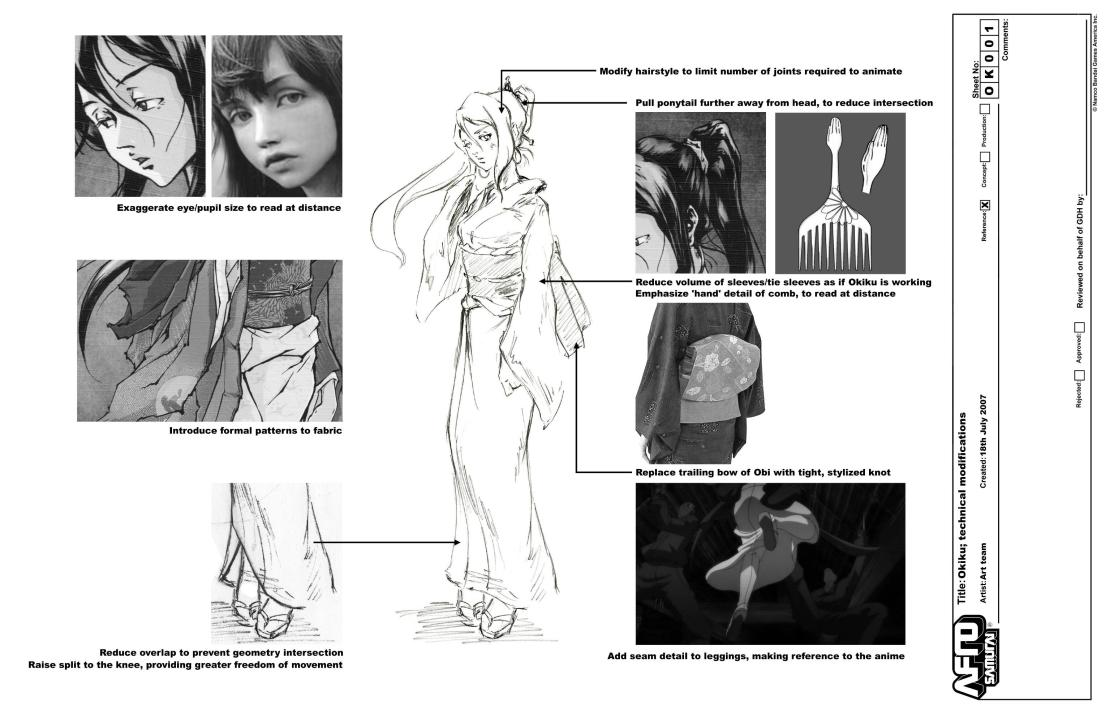 Modify hairstyle to limit number of joints required to animate
Pull ponytail further away from head, to reduce intersection
Exaggerate eye/pupil size to read at distance
Reduce volume of sleeves/tie sleeves as if Okiku is working
Emphasize 'hand' detail of comb, to read at distance
Introduce formal patterns to fabric
Replace trailing bow of Obi with tight, stylized knot
Reduce overlap to prevent geometry intersection
Raise split to the knee, providing greater freedom of movement
Add seam detail to leggings, making reference to the anime
AFRO
SAMURAI
®
Title: Okiku; technical modifications
Artist: Art team
Created: 18th July 2007
Reference: X
Concept:
Production:
Sheet No:
O K 0 0 1
Comments:
Rejected:
Approved:
Reviewed on behalf of GDH by:
© Namco Bandai Games America Inc.